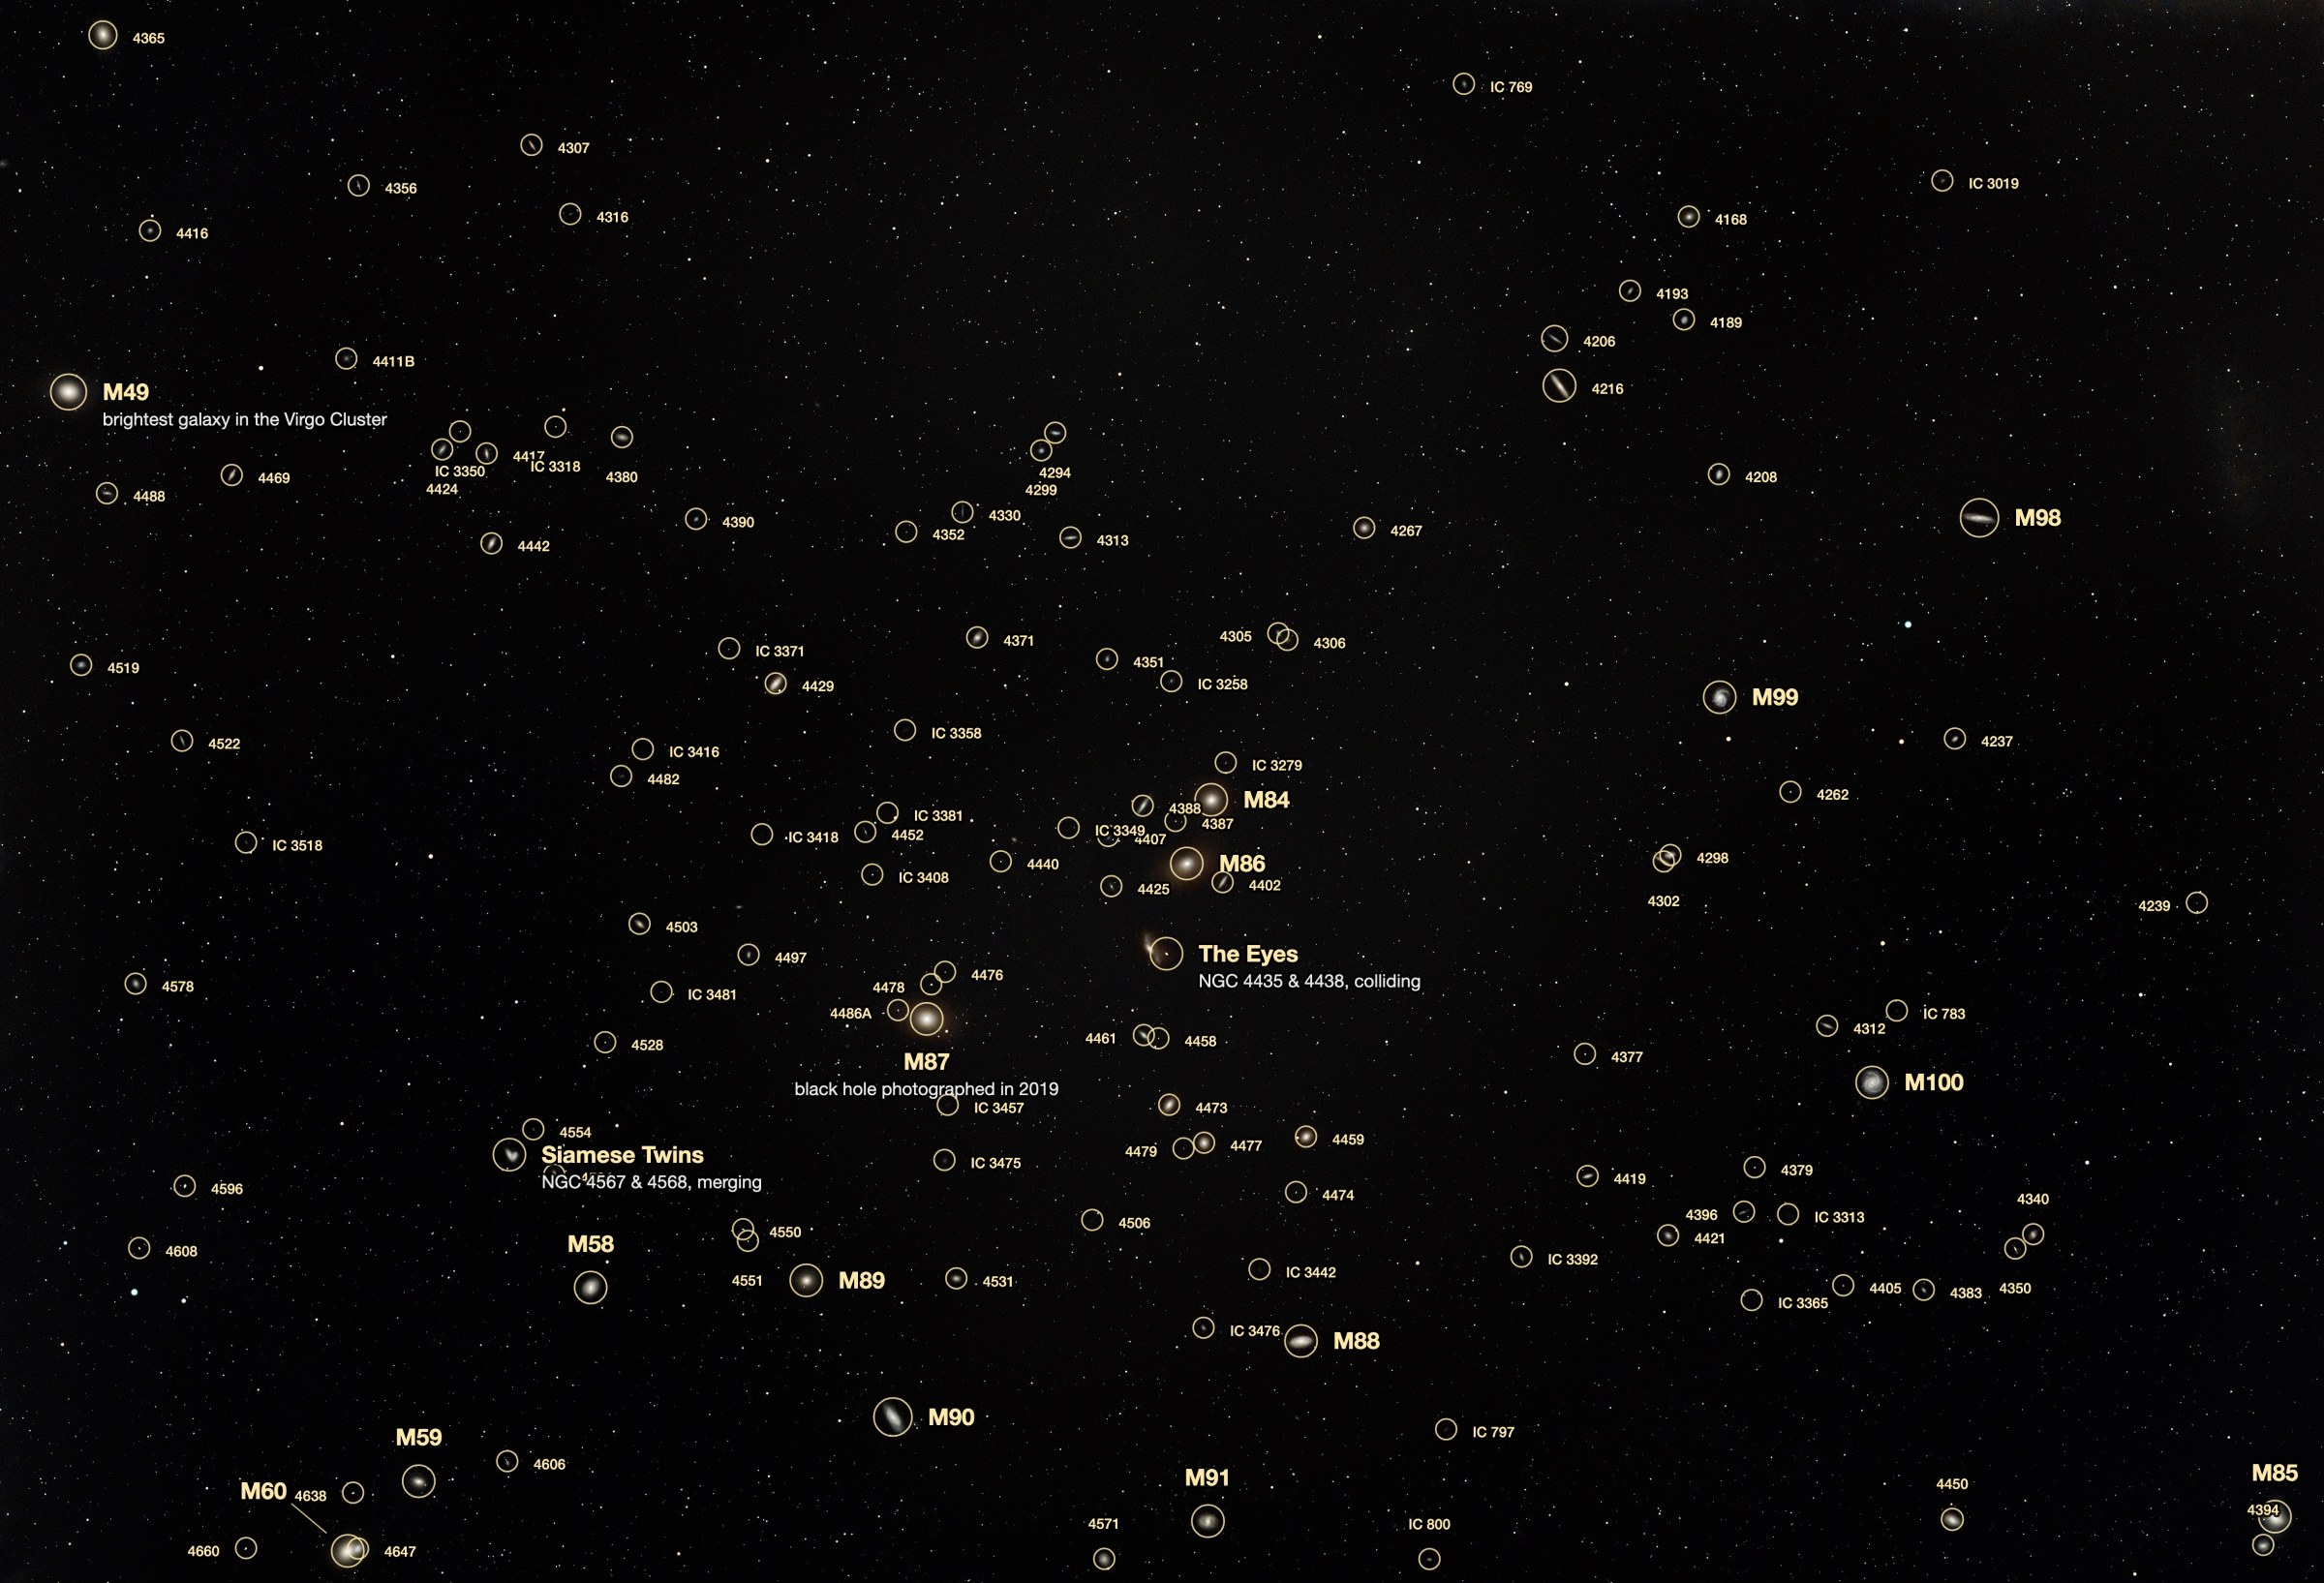 4365
IC 769
4307
4356
IC 3019
4316
4168
4416
4193
4189
4206
4411B
4216
M49
brightest galaxy in the Virgo Cluster
4417
IC 3318
IC 3350
4469
4380
4294
4208
4424
4299
4488
4330
M98
4390
4352
4313
4267
4442
IC 3371
4371
4305
4306
4519
4351
4429
IC 3258
M99
IC 3358
4522
IC 3416
4237
IC 3279
4482
4262
M84
4388
IC 3381
4387
IC 3418
4452
IC 3349
4407
IC 3518
4440
M86
4298
IC 3408
4425
4402
4302
4239
4503
The Eyes
4497
NGC 4435 & 4438, colliding
4476
4578
4478
IC 3481
4486A
IC 783
4312
4461
4458
4528
M87
4377
black hole photographed in 2019
M100
IC 3457
4473
4554
4459
4477
4479
Siamese Twins
IC 3475
4379
NGC 4567 & 4568, merging
4419
4596
4474
4340
4396
IC 3313
4506
4550
4421
M58
4608
IC 3392
IC 3442
4551
M89
4531
4405
4383
4350
IC 3365
IC 3476
M88
M90
IC 797
M59
4606
M85
M91
4450
M60
4638
4394
4571
IC 800
4660
4647